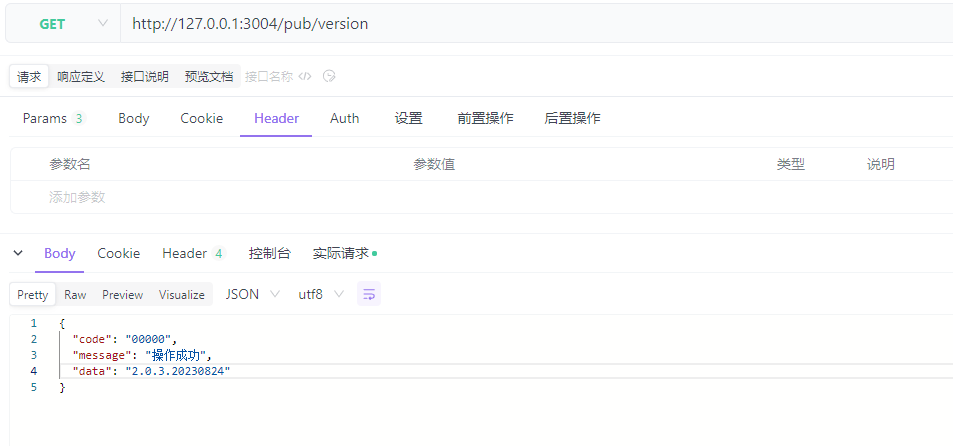 GET http://127.0.0.1:3004/pub/version
请求 响应定义 接口说明 预览文档 接口名称
Params 3 Body Cookie Header Auth 设置 前置操作 后置操作
参数名 参数值 类型 说明
添加参数
Body Cookie Header 4 控制台 实际请求
Pretty Raw Preview Visualize JSON utf8
1 {
2 "code": "00000",
3 "message": "操作成功",
4 "data": "2.0.3.20230824"
5 }